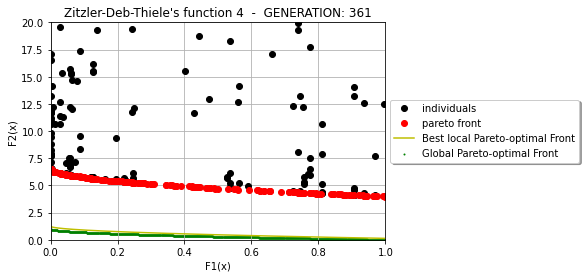 Zitzler-Deb-Thiele's function 4 - GENERATION: 361
20.0
17.5
15.0
12.5
10.0
7.5
5.0
2.5
0.0
F2(x)
0.0 0.2 0.4 0.6 0.8 1.0
F1(x)
individuals
pareto front
Best local Pareto-optimal Front
Global Pareto-optimal Front